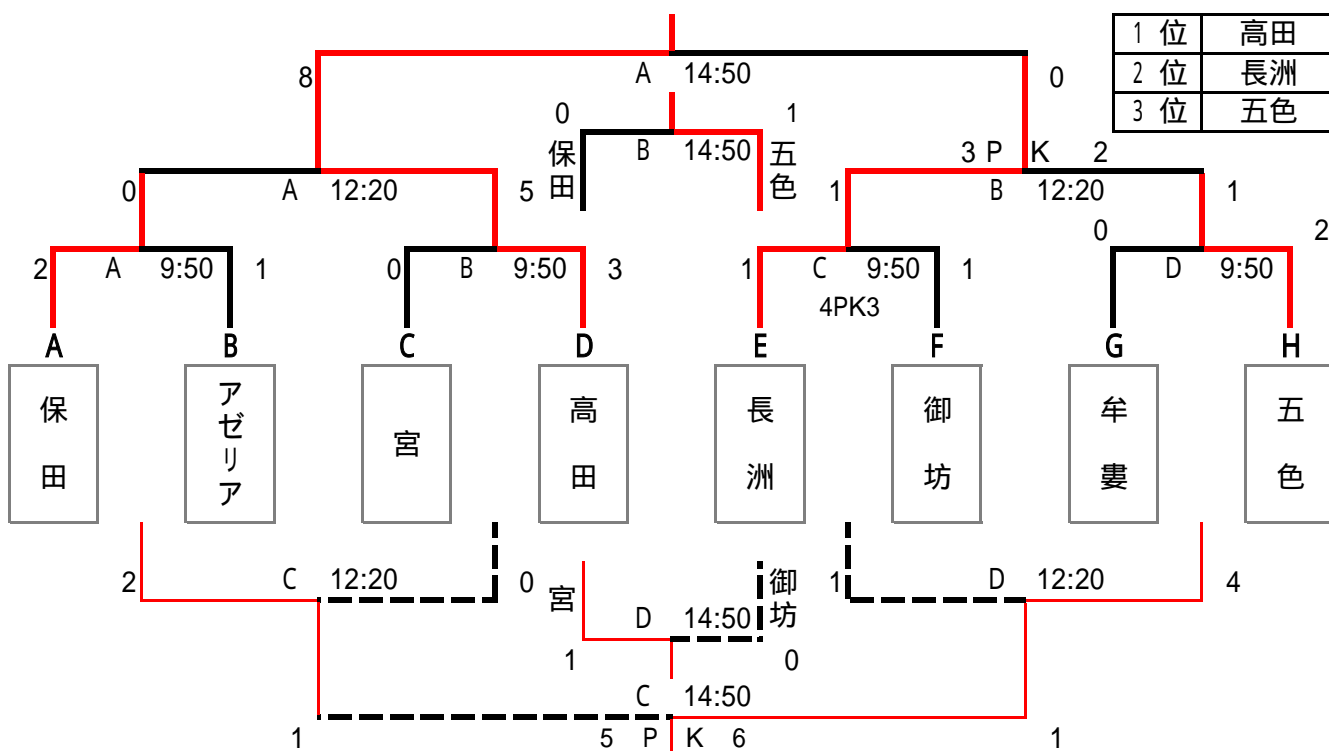 1 位 高田
2 位 長洲
3 位 五色
8 A 14:50 0
0 1
保田 B 14:50 五色
3 P K 2
0 A 12:20 5 1 B 12:20 1
2 A 9:50 1 0 B 9:50 3 1 C 9:50 1 0 D 9:50 2
4PK3
A B C D E F G H
保田 アゼリア 宮 高田 長洲 御坊 牟婁 五色
2 C 12:20 0 1 D 12:20 4
宮 D 14:50 御坊
1 0
C 14:50
1 5 P K 6 1